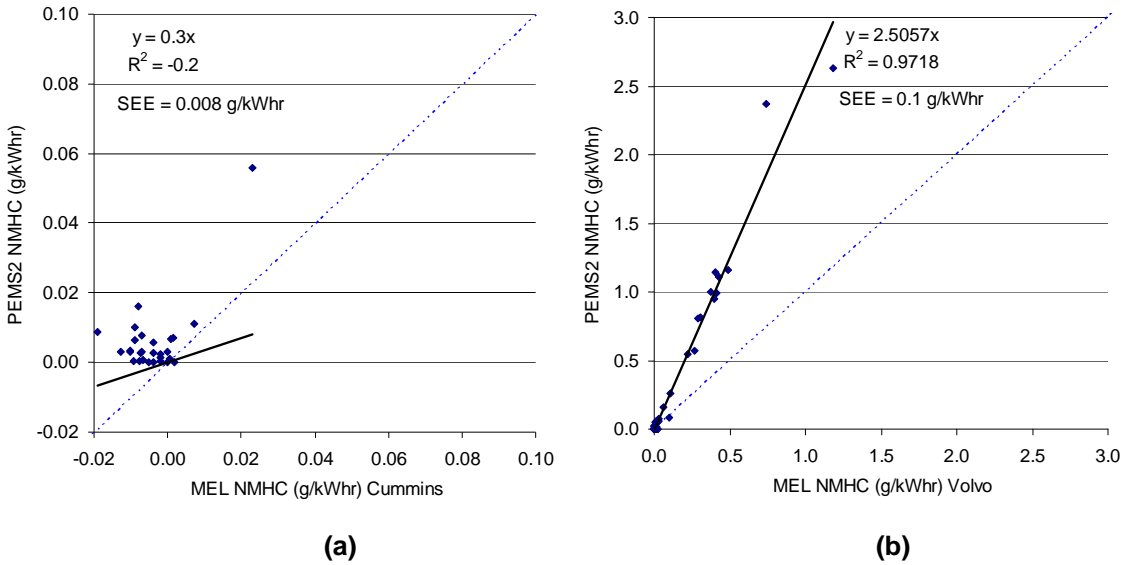 y = 0.3x
R² = -0.2
SEE = 0.008 g/kWhr
PEMS2 NMHC (g/kWhr)
0.10
0.08
0.06
0.04
0.02
0.00
-0.02
-0.02 0.00 0.02 0.04 0.06 0.08 0.10
MEL NMHC (g/kWhr) Cummins
(a)
y = 2.5057x
R² = 0.9718
SEE = 0.1 g/kWhr
PEMS2 NMHC (g/kWhr)
3.0
2.5
2.0
1.5
1.0
0.5
0.0
0.0 0.5 1.0 1.5 2.0 2.5 3.0
MEL NMHC (g/kWhr) Volvo
(b)